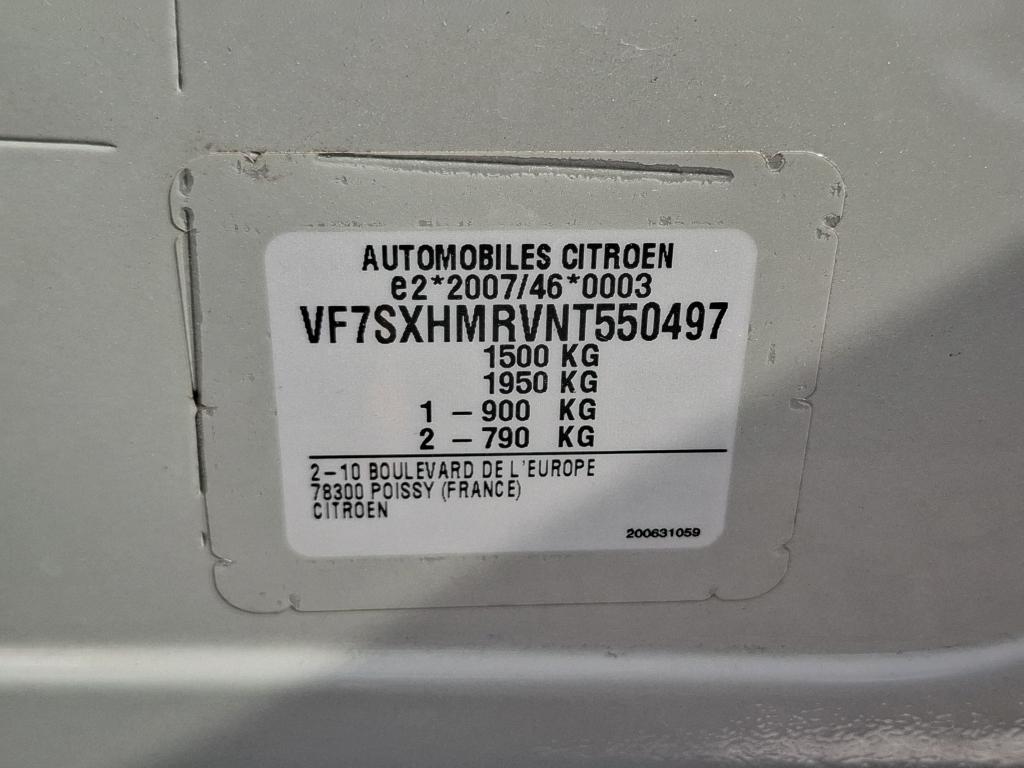 AUTOMOBILES CITROEN
e2*2007/46*0003
VF7SXHMRVNT550497
1500 KG
1950 KG
1 – 900 KG
2 – 790 KG
2–10 BOULEVARD DE L'EUROPE
78300 POISSY (FRANCE)
CITROEN
200631059